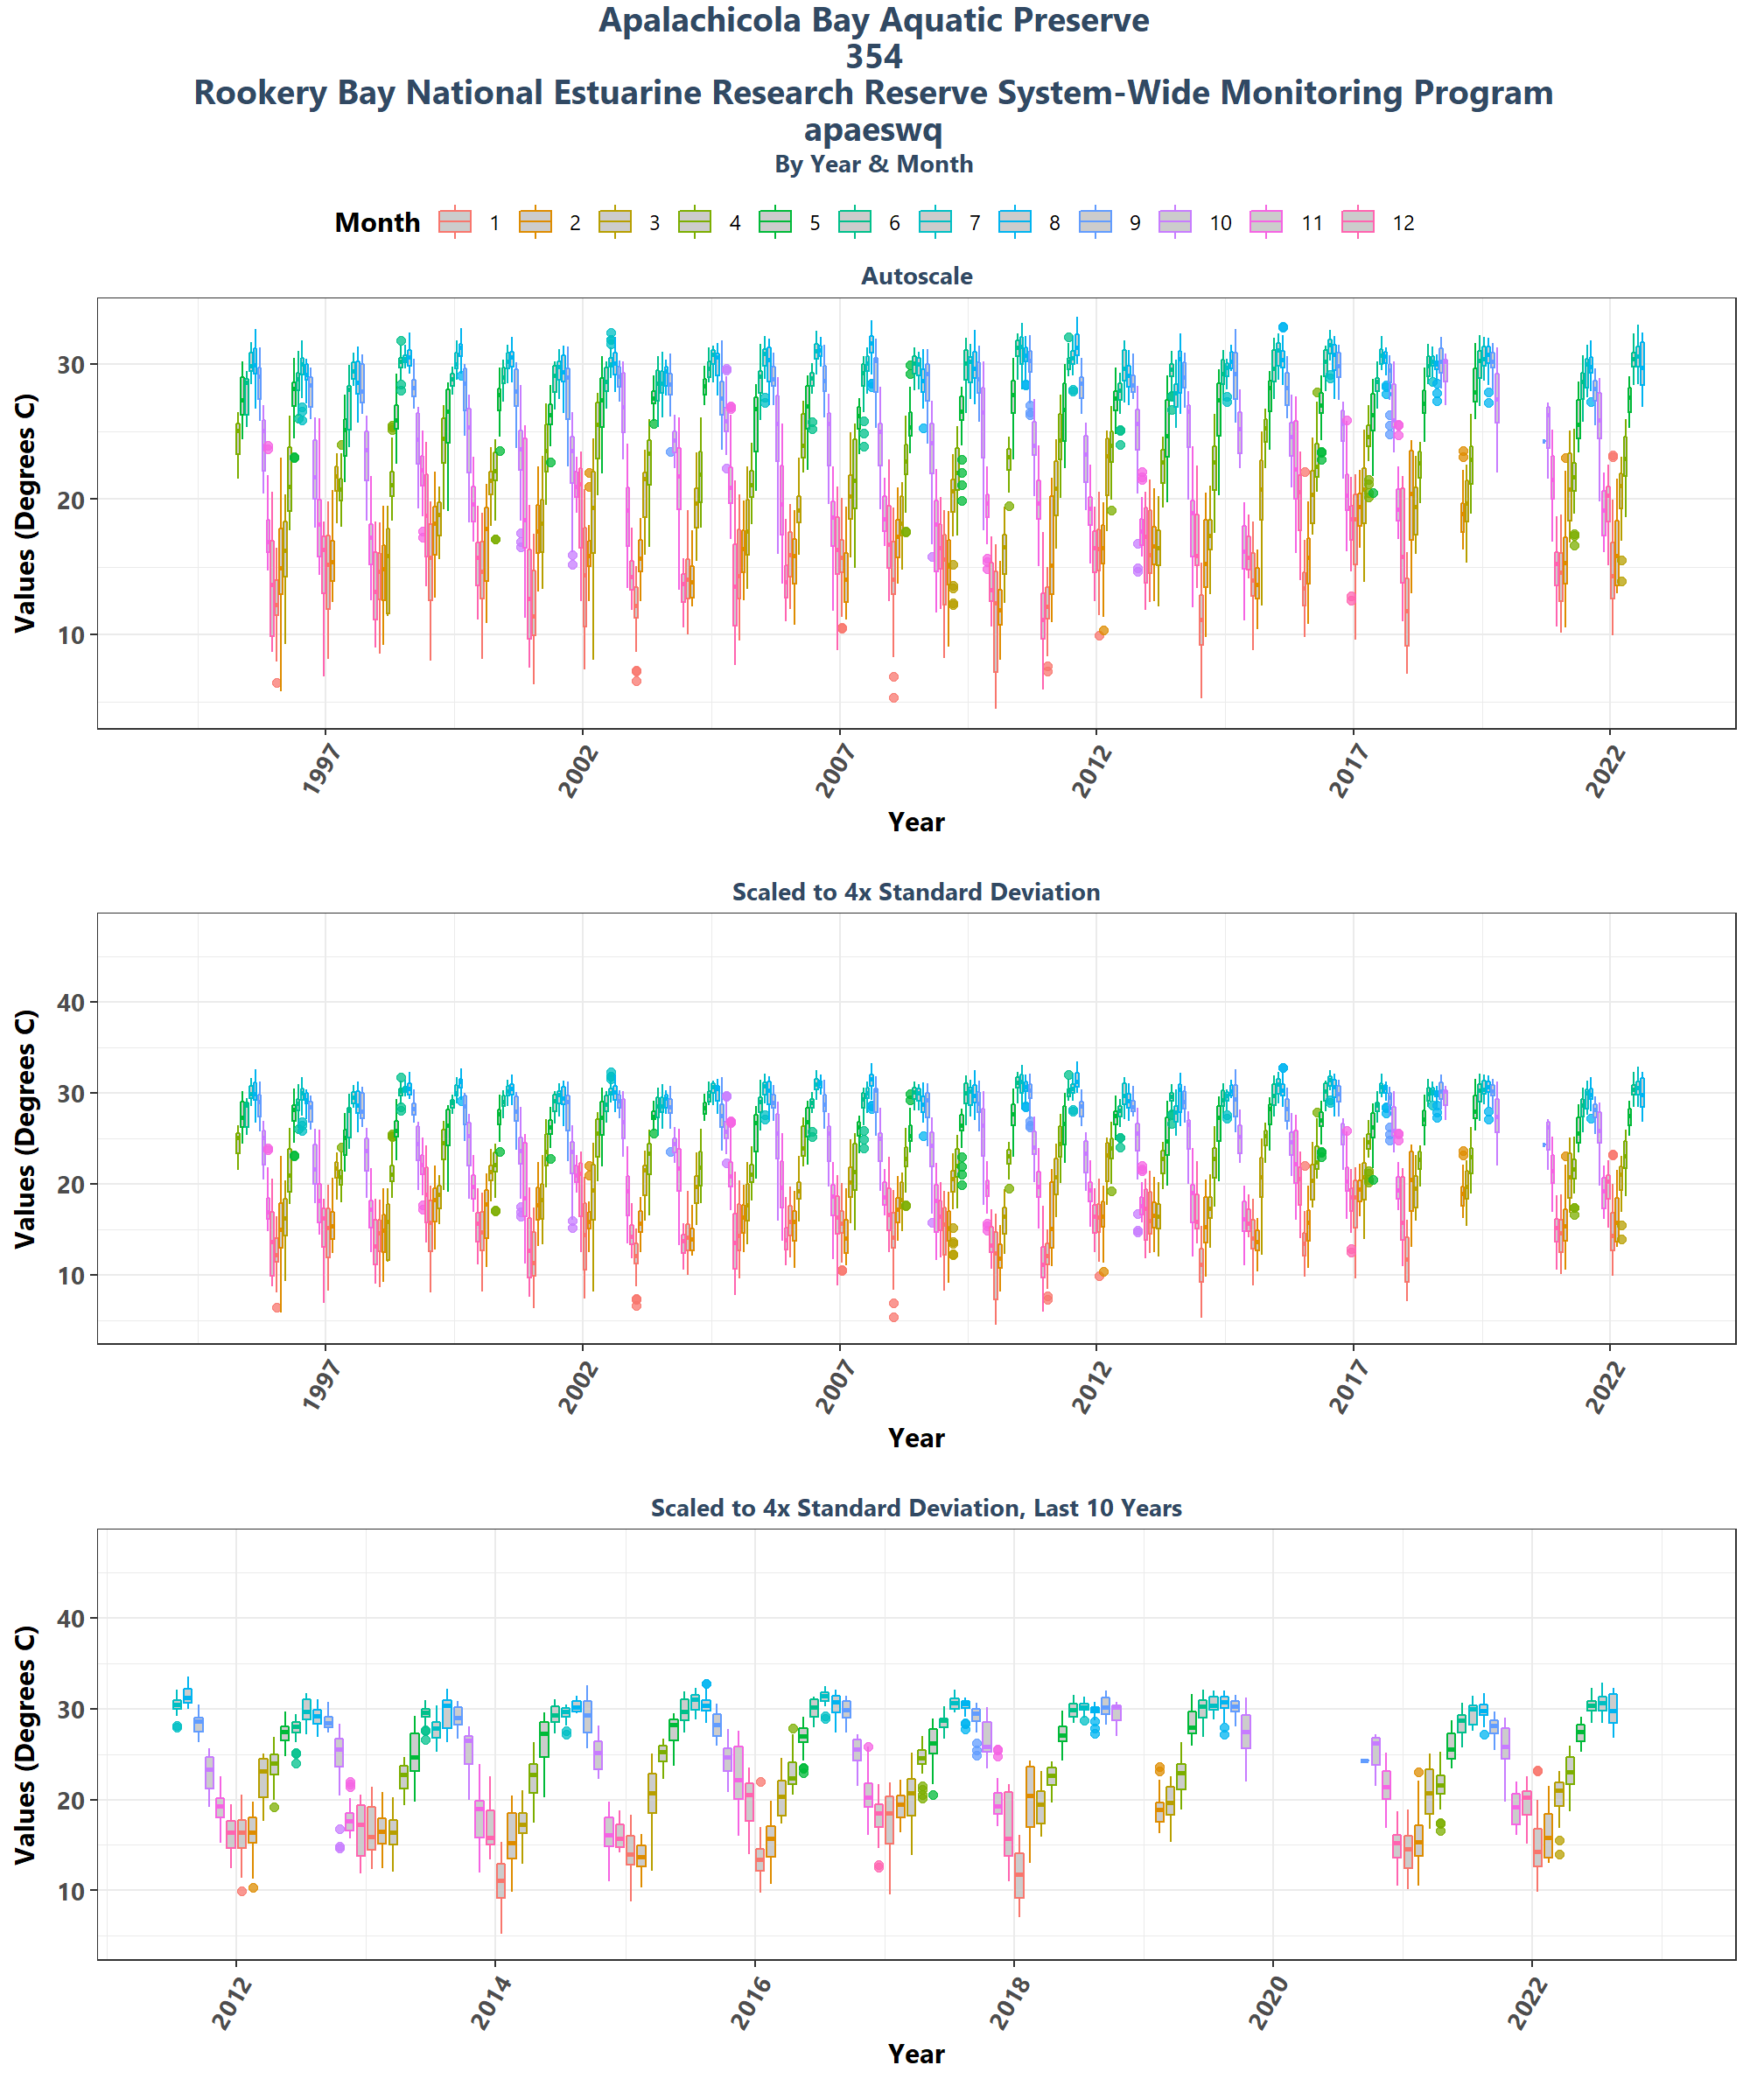 Apalachicola Bay Aquatic Preserve
354
Rookery Bay National Estuarine Research Reserve System-Wide Monitoring Program
apaeswq
By Year & Month
Month 1 2 3 4 5 6 7 8 9 10 11 12
Autoscale
Values (Degrees C)
30
20
10
1997 2002 2007 2012 2017 2022
Year
Scaled to 4x Standard Deviation
Values (Degrees C)
40
30
20
10
1997 2002 2007 2012 2017 2022
Year
Scaled to 4x Standard Deviation, Last 10 Years
Values (Degrees C)
40
30
20
10
2012 2014 2016 2018 2020 2022
Year